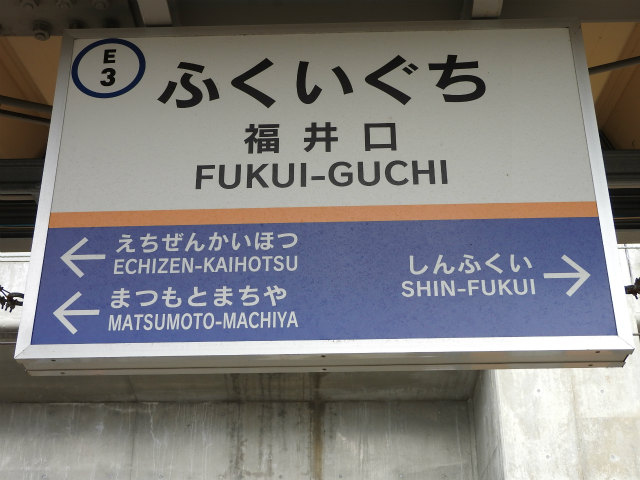 E
3
ふくいぐち
福井口
FUKUI-GUCHI
← えちぜんかいほつ
ECHIZEN-KAIHOTSU
← まつもとまちや
MATSUMOTO-MACHIYA
しんふくい →
SHIN-FUKUI